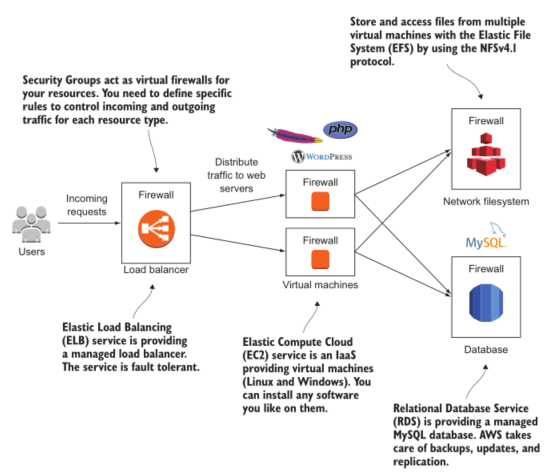 Store and access files from multiple
virtual machines with the Elastic File
System (EFS) by using the NFSv4.1
protocol.
Security Groups act as virtual firewalls for
your resources. You need to define specific
rules to control incoming and outgoing
traffic for each resource type.
php
WORDPRESS
Distribute
traffic to web
servers
Incoming
requests
Users
Firewall
Load balancer
Firewall
Firewall
Virtual machines
Firewall
Network filesystem
MySQL
Firewall
Database
Elastic Load Balancing
(ELB) service is providing
a managed load balancer.
The service is fault tolerant.
Elastic Compute Cloud
(EC2) service is an IaaS
providing virtual machines
(Linux and Windows). You
can install any software
you like on them.
Relational Database Service
(RDS) is providing a managed
MySQL database. AWS takes
care of backups, updates, and
replication.